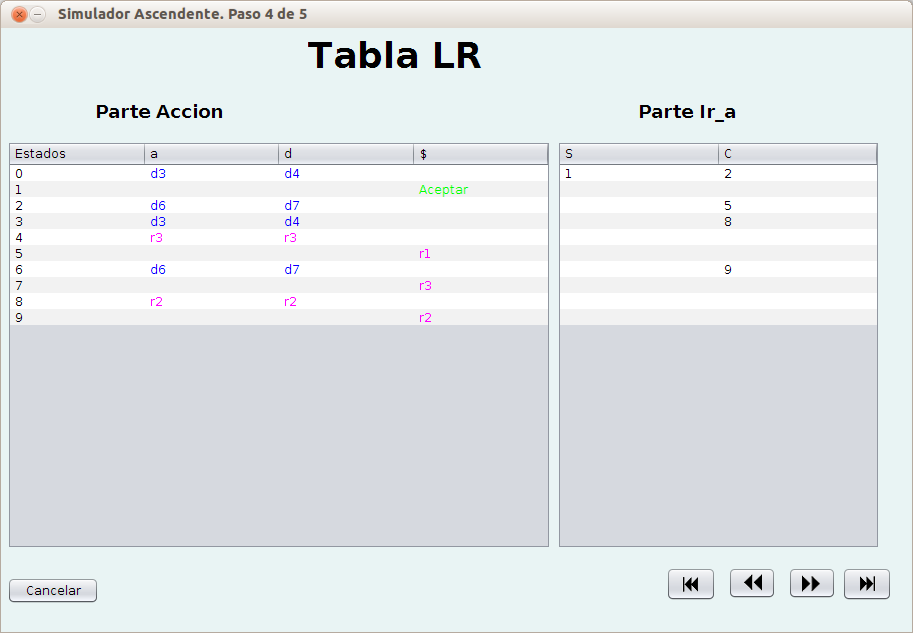 Simulador Ascendente. Paso 4 de 5
Tabla LR
Parte Accion Parte Ir_a
Estados a d $ S C
0 d3 d4 1 2
1 Aceptar
2 d6 d7 5
3 d3 d4 8
4 r3 r3
5 r1
6 d6 d7 9
7 r3
8 r2 r2
9 r2
Cancelar